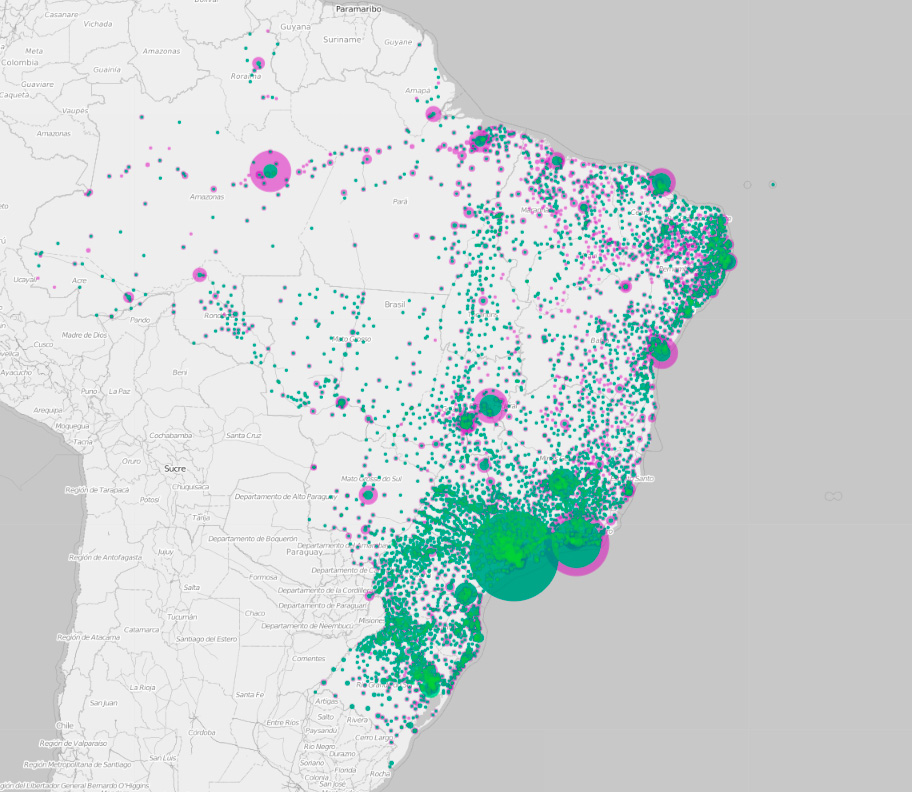 Paramaribo
Casanare
Vichada
Guyana
Suriname
Guyane
Meta
Colombia
Amazonas
Guainía
Guaviare
Caquetá
Roraima
Amapá
Vaupés
Amazonas
Amazonas
Pará
Ucayali
Acre
Brasil
Pando
Madre de Dios
Mato Grosso
Cusco
Beni
Ayacucho
Puno
La Paz
Arequipa
Moquegua
Tacna
Cochabamba
Santa Cruz
Oruro
Sucre
Chuquisaca
Mato Grosso do Sul
Santo
Región de Tarapacá
Potosí
Departamento de Alto Paraguay
Tarija
Departamento de Boquerón
Jujuy
Paraguay
Región de Antofagasta
Formosa
Departamento de la Cordillera
Salta
Departamento de Paraguarí
Chaco
Tucumán
Departamento de Ñeembucú
Misiones
Catamarca
Santiago del Estero
Región de Atacama
Corrientes
La Rioja
Santa Fe
Artigas
San Juan
Salto
Rivera
Entre Ríos
Chile
Córdoba
Paysandú
Cerro Largo
Región de Valparaíso
Río Negro
Durazno
San Luis
Soriano
Florida
Región Metropolitana de Santiago
Colonia
Rocha
San José
Región del Libertador General Bernardo O'Higgins